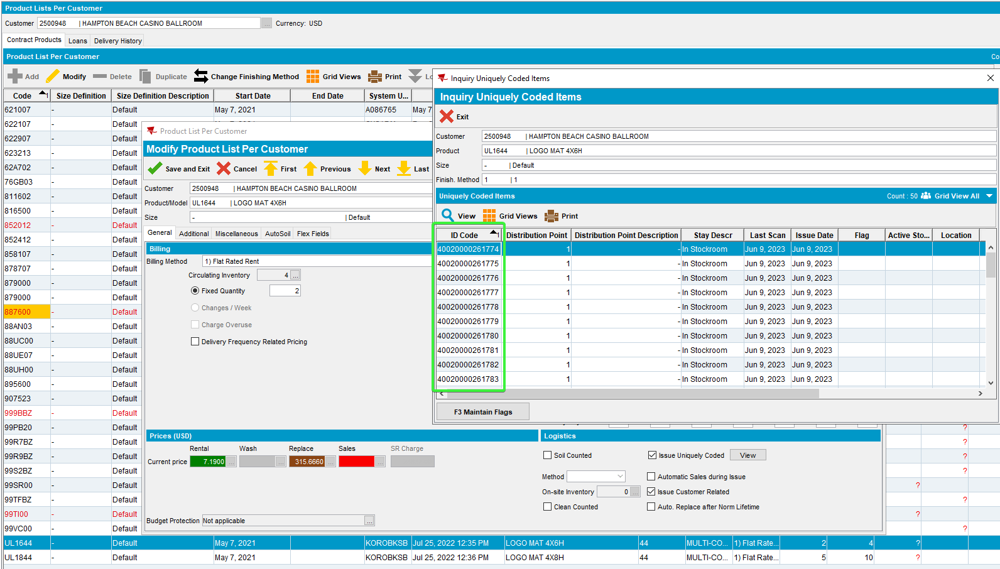 Product Lists Per Customer
Customer 2500948 | HAMPTON BEACH CASINO BALLROOM ... Currency: USD
Contract Products Loans Delivery History
Product List Per Customer Co
Add Modify Delete Duplicate Change Finishing Method Grid Views Print Lo
Code 1 Size Definition Size Definition Description Start Date End Date System U...
621007 - Default May 7, 2021 A086765 May 7
622107 - Default
622907 - Default
623213 - Default
62A702 - Default
76GB03 - Default
811602 - Default
816500 - Default
852012 - Default
852412 - Default
858107 - Default
878707 - Default
879000 - Default
879000 - Default
887600 - Default
88AN03 - Default
88UC00 - Default
88UE07 - Default
88UH00 - Default
895600 - Default
907523 - Default
999BBZ - Default
99PB20 - Default ?
99R7BZ - Default ?
99R9BZ - Default ?
99S2BZ - Default ?
99SR00 - Default ?
99TFBZ - Default ?
99TI00 - Default ?
99VC00 - Default ?
UL1644 - Default May 7, 2021 KOROBKSB Jul 25, 2022 12:35 PM LOGO MAT 4X6H 44 MULTI-CO... 1) Flat Rate... 2 4 ?
UL1844 - Default May 7, 2021 KOROBKSB Jul 25, 2022 12:36 PM LOGO MAT 4X8H 44 MULTI-CO... 1) Flat Rate... 5 10 ?
Product List Per Customer
Modify Product List Per Customer
Save and Exit Cancel First Previous Next Last
Customer 2500948 | HAMPTON BEACH CASINO BALLROOM
Product/Model UL1644 | LOGO MAT 4X6H
Size - | Default
General Additional Miscellaneous AutoSoil Flex Fields
Billing
Billing Method 1) Flat Rated Rent
Circulating Inventory 4 ...
Fixed Quantity 2
Changes / Week
Charge Overuse
Delivery Frequency Related Pricing
Prices (USD)
Rental Wash Replace Sales SR Charge
Current price 7.1900 ... ... 315.6660 ... ...
Budget Protection Not applicable ...
Logistics
Soil Counted Issue Uniquely Coded View
Method Automatic Sales during Issue
On-site Inventory 0 ... Issue Customer Related
Clean Counted Auto. Replace after Norm Lifetime
Inquiry Uniquely Coded Items
Inquiry Uniquely Coded Items
Exit
Customer 2500948 | HAMPTON BEACH CASINO BALLROOM
Product UL1644 | LOGO MAT 4X6H
Size - | Default
Finish. Method 1 | 1
Uniquely Coded Items Count : 50 Grid View All
View Grid Views Print
ID Code 1 Distribution Point Distribution Point Description Stay Descr Last Scan Issue Date Flag Active Sto... Location
40020000261774 1 - In Stockroom Jun 9, 2023 Jun 9, 2023
40020000261775 1 - In Stockroom Jun 9, 2023 Jun 9, 2023
40020000261776 1 - In Stockroom Jun 9, 2023 Jun 9, 2023
40020000261777 1 - In Stockroom Jun 9, 2023 Jun 9, 2023
40020000261778 1 - In Stockroom Jun 9, 2023 Jun 9, 2023
40020000261779 1 - In Stockroom Jun 9, 2023 Jun 9, 2023
40020000261780 1 - In Stockroom Jun 9, 2023 Jun 9, 2023
40020000261781 1 - In Stockroom Jun 9, 2023 Jun 9, 2023
40020000261782 1 - In Stockroom Jun 9, 2023 Jun 9, 2023
40020000261783 1 - In Stockroom Jun 9, 2023 Jun 9, 2023
F3 Maintain Flags